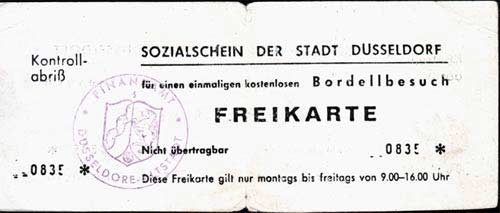 Kontroll-
abriß
SOZIALSCHEIN DER STADT DÜSSELDORF
für einen einmaligen kostenlosen Bordellbesuch
FREIKARTE
Nicht übertragbar
0835 *
0835 *
Diese Freikarte gilt nur montags bis freitags von 9.00–16.00 Uhr
FINANZAMT
DÜSSELDORF-ALTSTADT